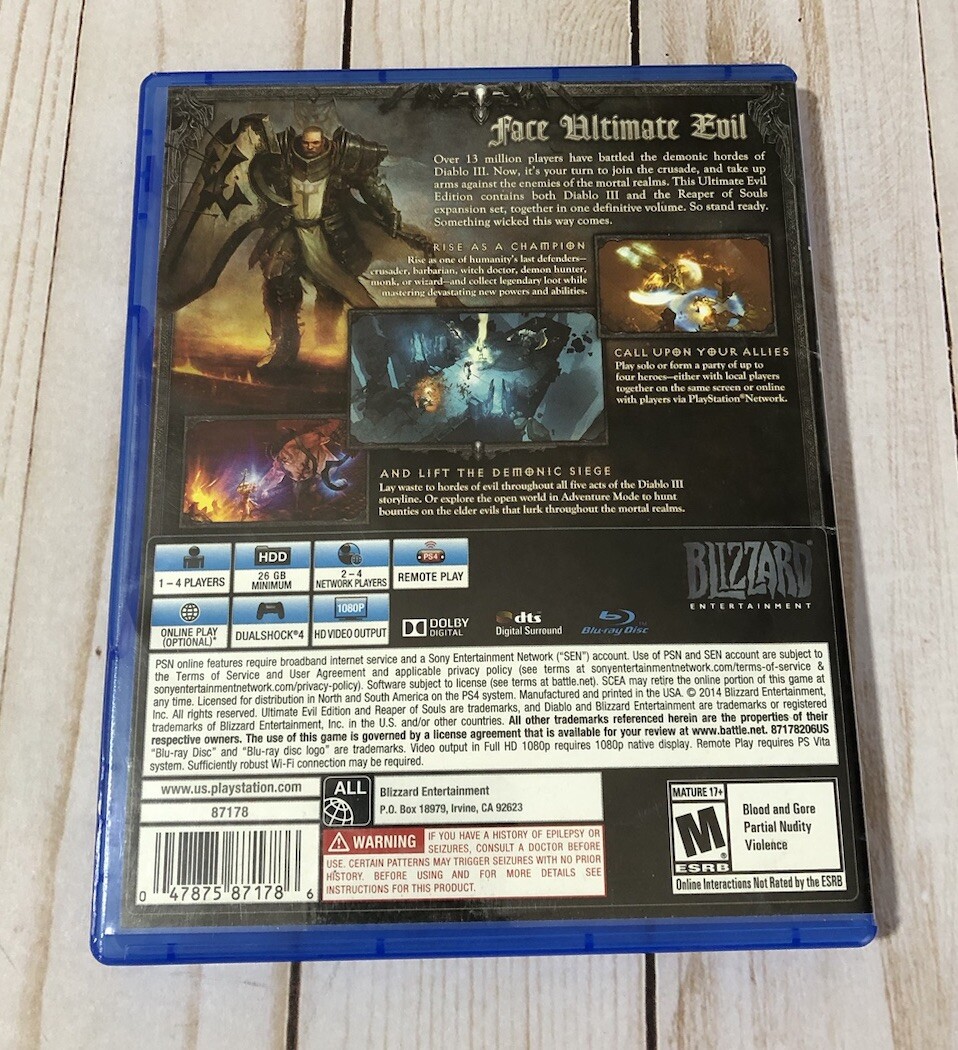 Face Ultimate Evil
Over 13 million players have battled the demonic hordes of
Diablo III. Now, it's your turn to join the crusade, and take up
arms against the enemies of the mortal realms. This Ultimate Evil
Edition contains both Diablo III and the Reaper of Souls
expansion set, together in one definitive volume. So stand ready.
Something wicked this way comes.
RISE AS A CHAMPION
Rise as one of humanity's last defenders—
crusader, barbarian, witch doctor, demon hunter,
monk, or wizard—and collect legendary loot while
mastering devastating new powers and abilities.
CALL UPON YOUR ALLIES
Play solo or form a party of up to
four heroes—either with local players
together on the same screen or online
with players via PlayStation®Network.
AND LIFT THE DEMONIC SIEGE
Lay waste to hordes of evil throughout all five acts of the Diablo III
storyline. Or explore the open world in Adventure Mode to hunt
bounties on the elder evils that lurk throughout the mortal realms.
1 – 4 PLAYERS
HDD
26 GB
MINIMUM
2 – 4
NETWORK PLAYERS
PS4
REMOTE PLAY
ONLINE PLAY
(OPTIONAL)*
DUALSHOCK®4
1080P
HD VIDEO OUTPUT
DOLBY
DIGITAL
dts
Digital Surround
Blu-ray Disc™
BLIZZARD®
ENTERTAINMENT
PSN online features require broadband internet service and a Sony Entertainment Network ("SEN") account. Use of PSN and SEN account are subject to
the Terms of Service and User Agreement and applicable privacy policy (see terms at sonyentertainmentnetwork.com/terms-of-service &
sonyentertainmentnetwork.com/privacy-policy). Software subject to license (see terms at battle.net). SCEA may retire the online portion of this game at
any time. Licensed for distribution in North and South America on the PS4 system. Manufactured and printed in the USA. © 2014 Blizzard Entertainment,
Inc. All rights reserved. Ultimate Evil Edition and Reaper of Souls are trademarks, and Diablo and Blizzard Entertainment are trademarks or registered
trademarks of Blizzard Entertainment, Inc. in the U.S. and/or other countries. All other trademarks referenced herein are the properties of their
respective owners. The use of this game is governed by a license agreement that is available for your review at www.battle.net. 87178206US
"Blu-ray Disc" and "Blu-ray disc logo" are trademarks. Video output in Full HD 1080p requires 1080p native display. Remote Play requires PS Vita
system. Sufficiently robust Wi-Fi connection may be required.
www.us.playstation.com
87178
0 47875 87178 6
ALL
Blizzard Entertainment
P.O. Box 18979, Irvine, CA 92623
WARNING IF YOU HAVE A HISTORY OF EPILEPSY OR
SEIZURES, CONSULT A DOCTOR BEFORE
USE. CERTAIN PATTERNS MAY TRIGGER SEIZURES WITH NO PRIOR
HISTORY. BEFORE USING AND FOR MORE DETAILS SEE
INSTRUCTIONS FOR THIS PRODUCT.
MATURE 17+
M
ESRB
Blood and Gore
Partial Nudity
Violence
Online Interactions Not Rated by the ESRB